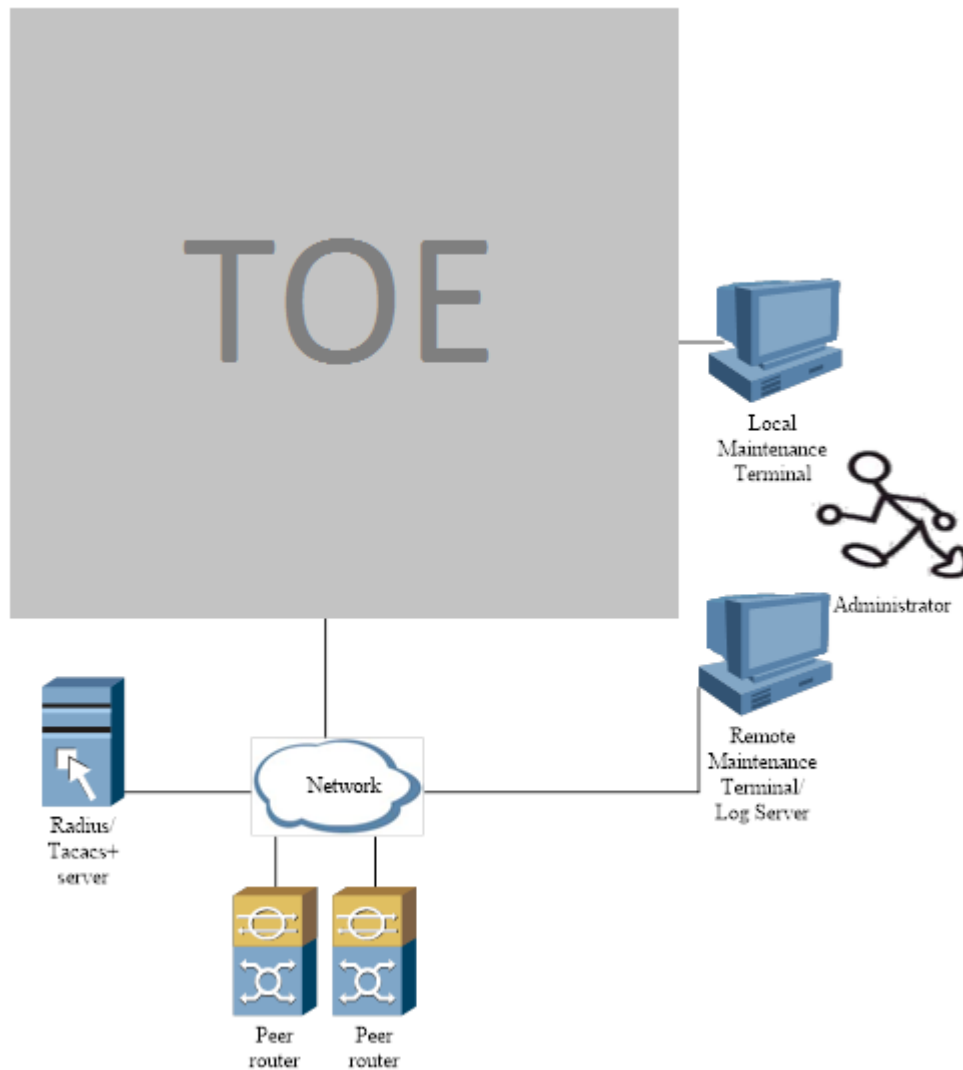 TOE
Local
Maintenance
Terminal
Administrator
Remote
Maintenance
Terminal/
Log Server
Network
Radius/
Tacacs+
server
Peer
router
Peer
router